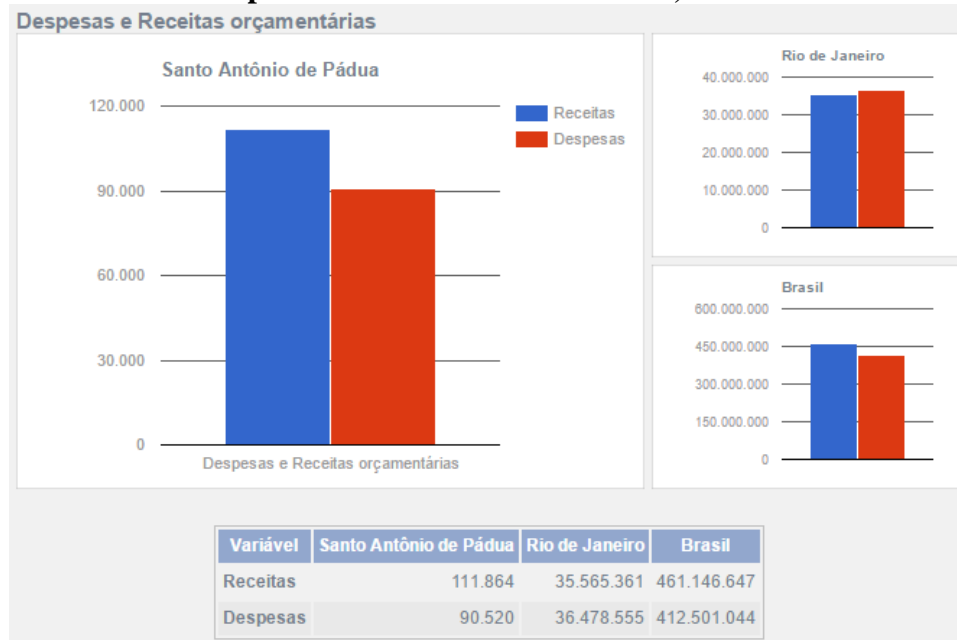 Despesas e Receitas orçamentárias
Santo Antônio de Pádua
120.000
90.000
60.000
30.000
0
Despesas e Receitas orçamentárias
Receitas
Despesas
Rio de Janeiro
40.000.000
30.000.000
20.000.000
10.000.000
0
Brasil
600.000.000
450.000.000
300.000.000
150.000.000
0
Variável Santo Antônio de Pádua Rio de Janeiro Brasil
Receitas 111.864 35.565.361 461.146.647
Despesas 90.520 36.478.555 412.501.044